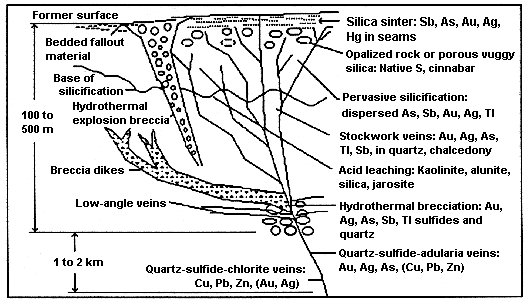 Former surface
Bedded fallout
material
Base of
silicification
Hydrothermal
explosion breccia
100 to
500 m
Breccia dikes
Low-angle veins
1 to 2 km
Quartz-sulfide-chlorite veins:
Cu, Pb, Zn, (Au, Ag)
Silica sinter: Sb, As, Au, Ag,
Hg in seams
Opalized rock or porous vuggy
silica: Native S, cinnabar
Pervasive silicification:
dispersed As, Sb, Au, Ag, Tl
Stockwork veins: Au, Ag, As,
Tl, Sb, in quartz, chalcedony
Acid leaching: Kaolinite, alunite,
silica, jarosite
Hydrothermal brecciation: Au,
Ag, As, Sb, Tl sulfides and
quartz
Quartz-sulfide-adularia veins:
Au, Ag, As, (Cu, Pb, Zn)